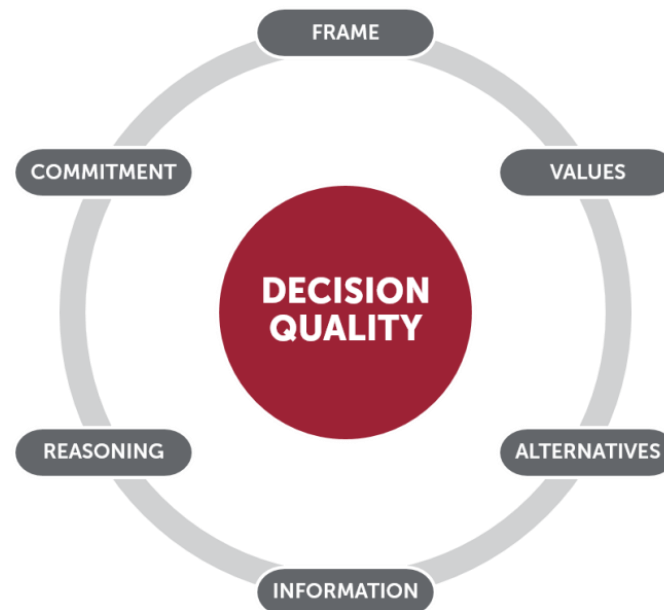 FRAME
COMMITMENT
VALUES
DECISION
QUALITY
REASONING
ALTERNATIVES
INFORMATION